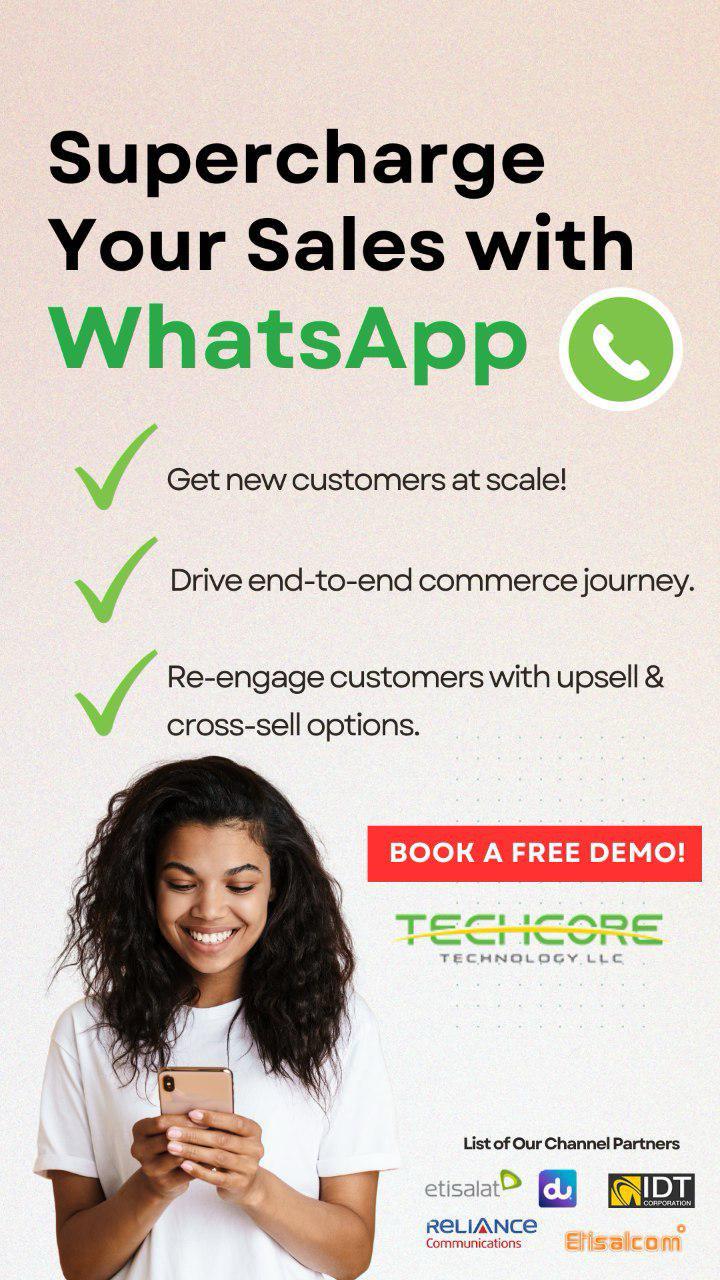 Supercharge
Your Sales with
WhatsApp
Get new customers at scale!
Drive end-to-end commerce journey.
Re-engage customers with upsell &
cross-sell options.
BOOK A FREE DEMO!
TECHCORE
TECHNOLOGY LLC
List of Our Channel Partners
etisalat du IDT
CORPORATION
RELIANCE
Communications
Etisalcom